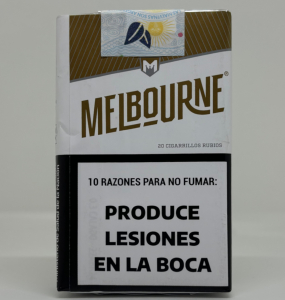 M
MELBOURNE®
20 CIGARRILLOS RUBIOS
10 RAZONES PARA NO FUMAR:
PRODUCE
LESIONES
EN LA BOCA